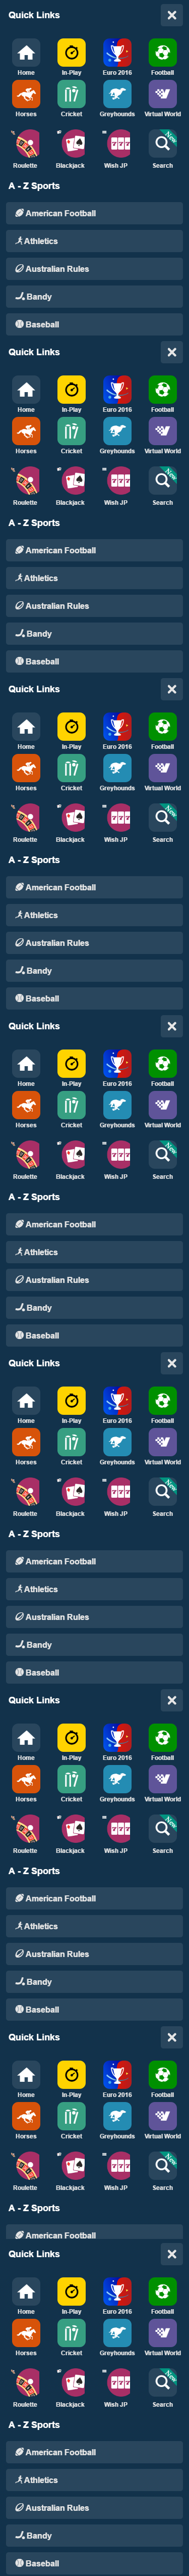 Quick Links
Home In-Play Euro 2016 Football
Horses Cricket Greyhounds Virtual World
New
Roulette Blackjack Wish JP Search
A - Z Sports
American Football
Athletics
Australian Rules
Bandy
Baseball
Quick Links
Home In-Play Euro 2016 Football
Horses Cricket Greyhounds Virtual World
New
Roulette Blackjack Wish JP Search
A - Z Sports
American Football
Athletics
Australian Rules
Bandy
Baseball
Quick Links
Home In-Play Euro 2016 Football
Horses Cricket Greyhounds Virtual World
New
Roulette Blackjack Wish JP Search
A - Z Sports
American Football
Athletics
Australian Rules
Bandy
Baseball
Quick Links
Home In-Play Euro 2016 Football
Horses Cricket Greyhounds Virtual World
New
Roulette Blackjack Wish JP Search
A - Z Sports
American Football
Athletics
Australian Rules
Bandy
Baseball
Quick Links
Home In-Play Euro 2016 Football
Horses Cricket Greyhounds Virtual World
New
Roulette Blackjack Wish JP Search
A - Z Sports
American Football
Athletics
Australian Rules
Bandy
Baseball
Quick Links
Home In-Play Euro 2016 Football
Horses Cricket Greyhounds Virtual World
New
Roulette Blackjack Wish JP Search
A - Z Sports
American Football
Athletics
Australian Rules
Bandy
Baseball
Quick Links
Home In-Play Euro 2016 Football
Horses Cricket Greyhounds Virtual World
New
Roulette Blackjack Wish JP Search
A - Z Sports
American Football
Quick Links
Home In-Play Euro 2016 Football
Horses Cricket Greyhounds Virtual World
New
Roulette Blackjack Wish JP Search
A - Z Sports
American Football
Athletics
Australian Rules
Bandy
Baseball